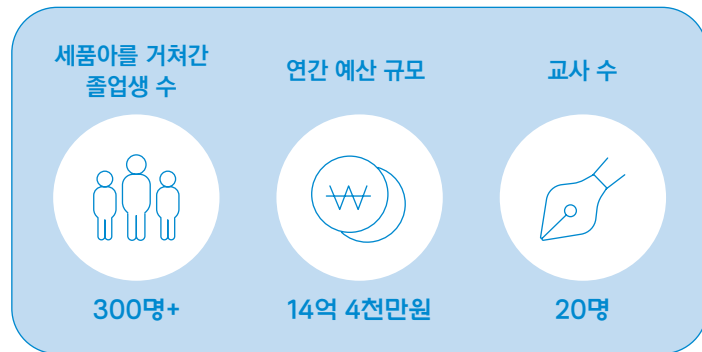 세품아를 거쳐간
졸업생 수
300명+
연간 예산 규모
₩
14억 4천만원
교사 수
20명